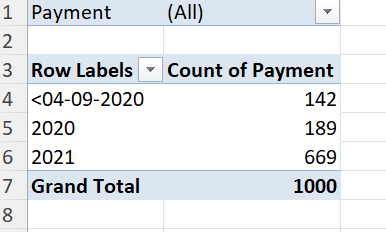 1 Payment (All)
2
3 Row Labels Count of Payment
4 <04-09-2020 142
5 2020 189
6 2021 669
7 Grand Total 1000
8